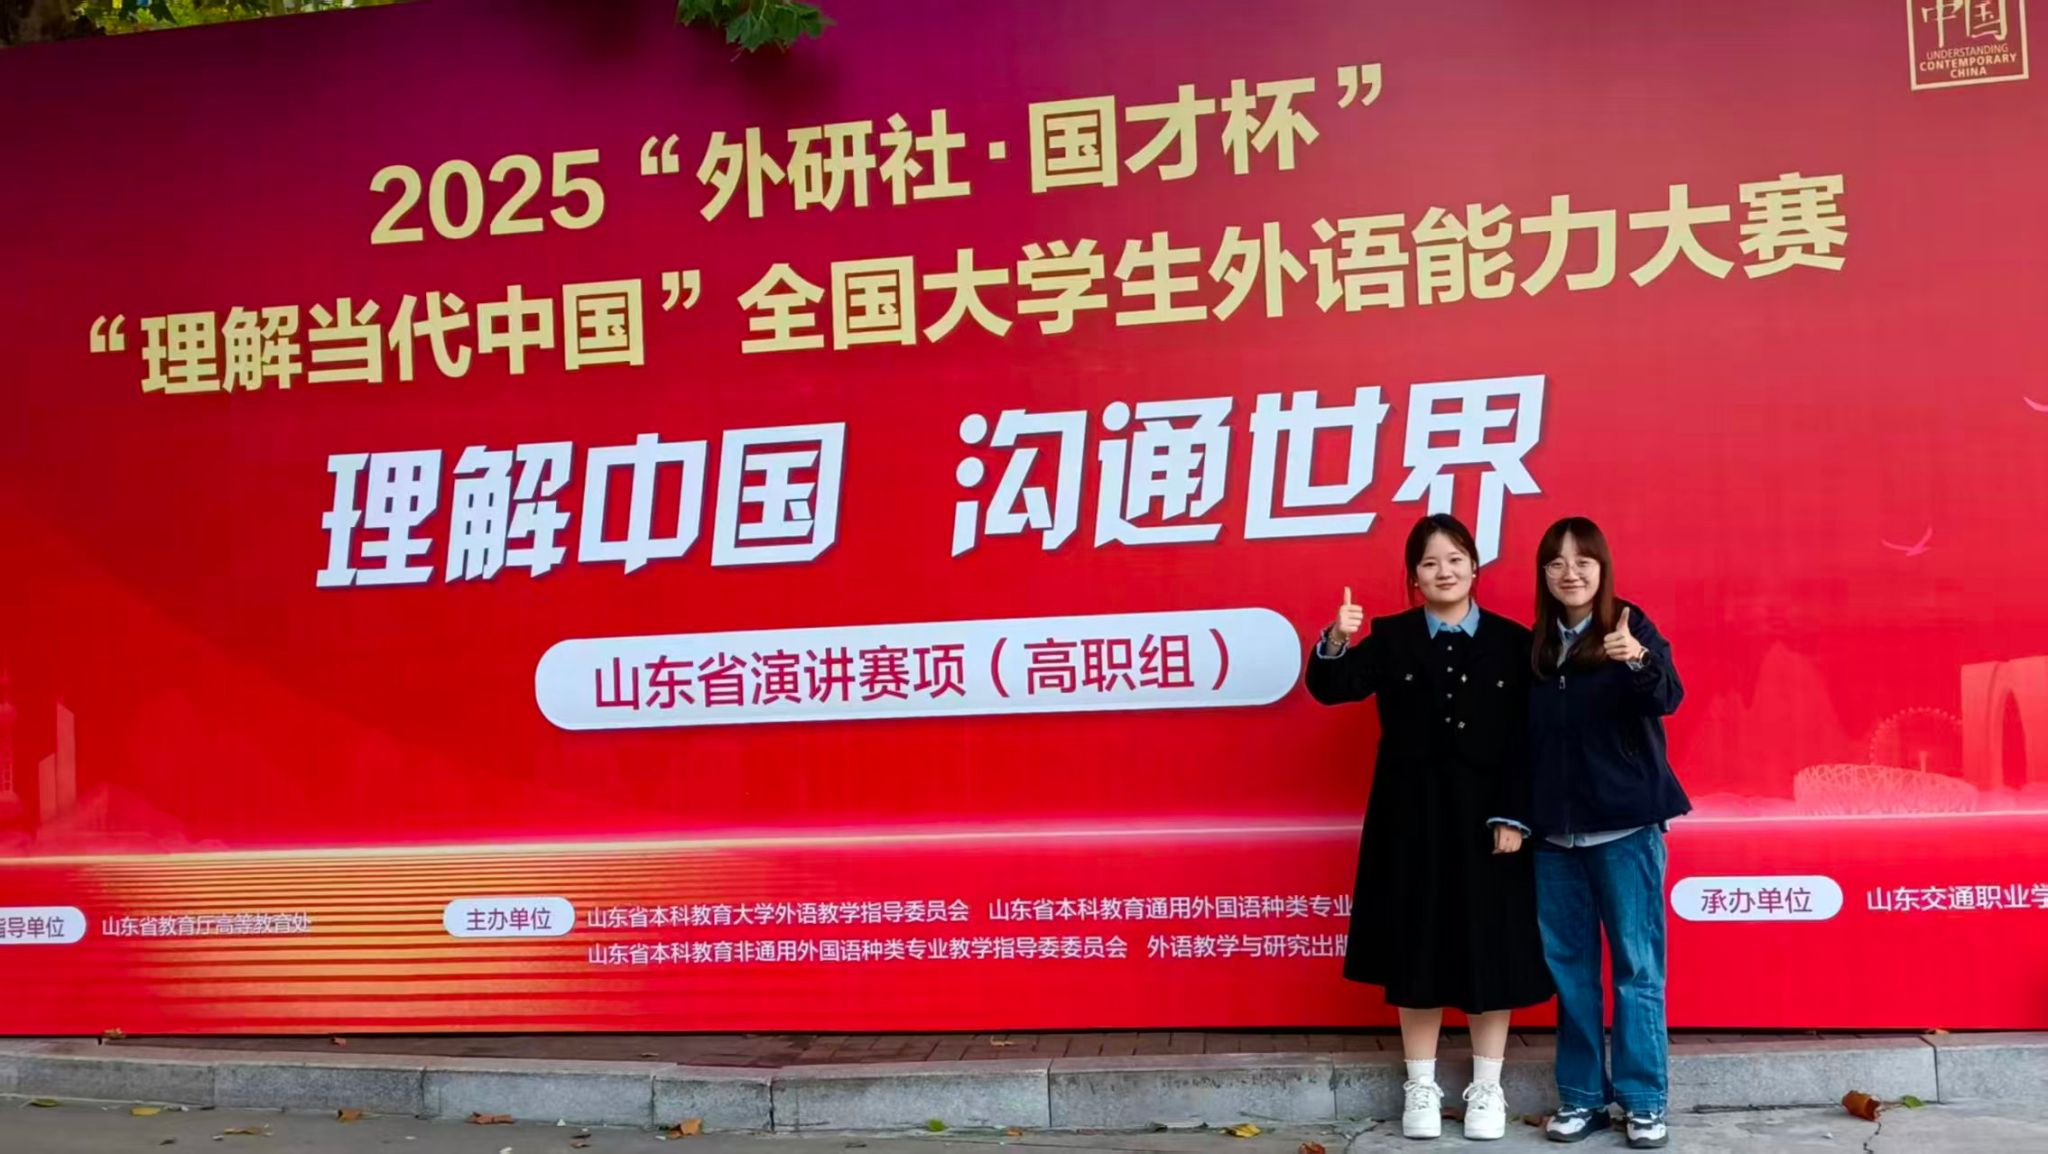 中国
UNDERSTANDING
CONTEMPORARY
CHINA
2025“外研社·国才杯”
“理解当代中国”全国大学生外语能力大赛
理解中国 沟通世界
山东省演讲赛项（高职组）
指导单位 山东省教育厅高等教育处
主办单位 山东省本科教育大学外语教学指导委员会 山东省本科教育通用外国语种类专业
山东省本科教育非通用外国语种类专业教学指导委委员会 外语教学与研究出版
承办单位 山东交通职业学